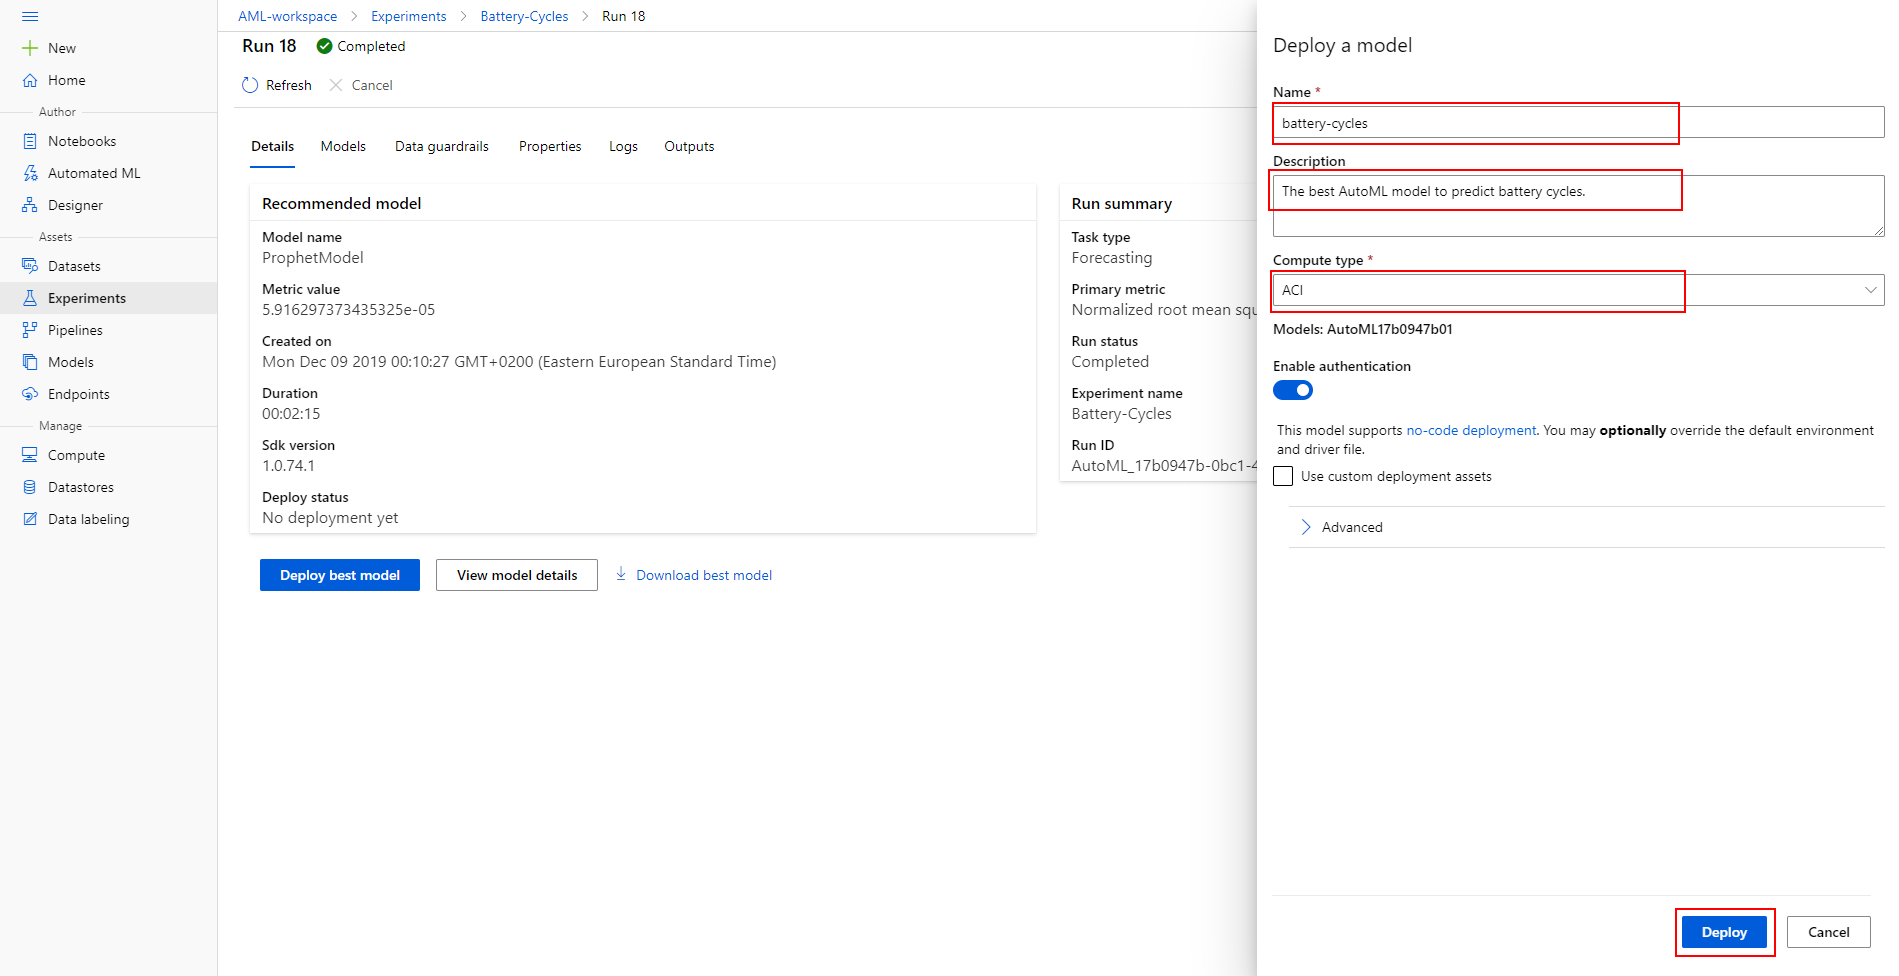 New
Home
Author
Notebooks
Automated ML
Designer
Assets
Datasets
Experiments
Pipelines
Models
Endpoints
Manage
Compute
Datastores
Data labeling
AML-workspace > Experiments > Battery-Cycles > Run 18
Run 18 Completed
Refresh Cancel
Details Models Data guardrails Properties Logs Outputs
Recommended model
Model name
ProphetModel
Metric value
5.916297373435325e-05
Created on
Mon Dec 09 2019 00:10:27 GMT+0200 (Eastern European Standard Time)
Duration
00:02:15
Sdk version
1.0.74.1
Deploy status
No deployment yet
Deploy best model View model details Download best model
Run summary
Task type
Forecasting
Primary metric
Normalized root mean squ
Run status
Completed
Experiment name
Battery-Cycles
Run ID
AutoML_17b0947b-0bc1-4
Deploy a model
Name *
battery-cycles
Description
The best AutoML model to predict battery cycles.
Compute type *
ACI
Models: AutoML17b0947b01
Enable authentication
This model supports no-code deployment. You may optionally override the default environment
and driver file.
Use custom deployment assets
Advanced
Deploy Cancel